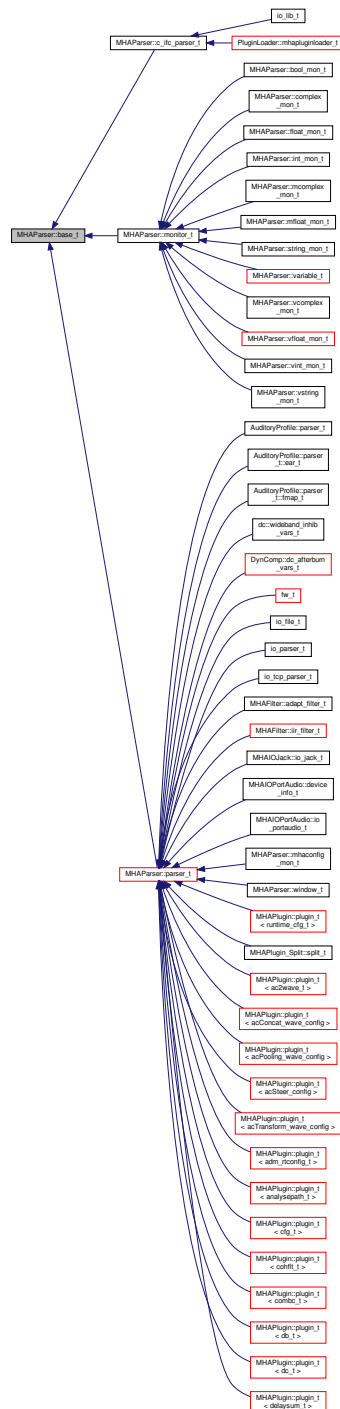 io_lib_t
MHAParser::c_ifc_parser_t
PluginLoader::mhapluginloader_t
MHAParser::bool_mon_t
MHAParser::complex
_mon_t
MHAParser::float_mon_t
MHAParser::int_mon_t
MHAParser::mcomplex
_mon_t
MHAParser::mfloat_mon_t
MHAParser::base_t
MHAParser::monitor_t
MHAParser::string_mon_t
MHAParser::variable_t
MHAParser::vcomplex
_mon_t
MHAParser::vfloat_mon_t
MHAParser::vint_mon_t
MHAParser::vstring
_mon_t
AuditoryProfile::parser_t
AuditoryProfile::parser
_t::ear_t
AuditoryProfile::parser
_t::fmap_t
dc::wideband_inhib
_vars_t
DynComp::dc_afterburn
_vars_t
fw_t
io_file_t
io_parser_t
io_tcp_parser_t
MHAFilter::adapt_filter_t
MHAFilter::iir_filter_t
MHAIOJack::io_jack_t
MHAIOPortAudio::device
_info_t
MHAIOPortAudio::io
_portaudio_t
MHAParser::mhaconfig
_mon_t
MHAParser::parser_t
MHAParser::window_t
MHAPlugin::plugin_t
< runtime_cfg_t >
MHAPlugin_Split::split_t
MHAPlugin::plugin_t
< ac2wave_t >
MHAPlugin::plugin_t
< acConcat_wave_config >
MHAPlugin::plugin_t
< acPooling_wave_config >
MHAPlugin::plugin_t
< acSteer_config >
MHAPlugin::plugin_t
< acTransform_wave_config >
MHAPlugin::plugin_t
< adm_rtconfig_t >
MHAPlugin::plugin_t
< analysepath_t >
MHAPlugin::plugin_t
< cfg_t >
MHAPlugin::plugin_t
< cohflt_t >
MHAPlugin::plugin_t
< combc_t >
MHAPlugin::plugin_t
< db_t >
MHAPlugin::plugin_t
< dc_t >
MHAPlugin::plugin_t
< delaysum_t >